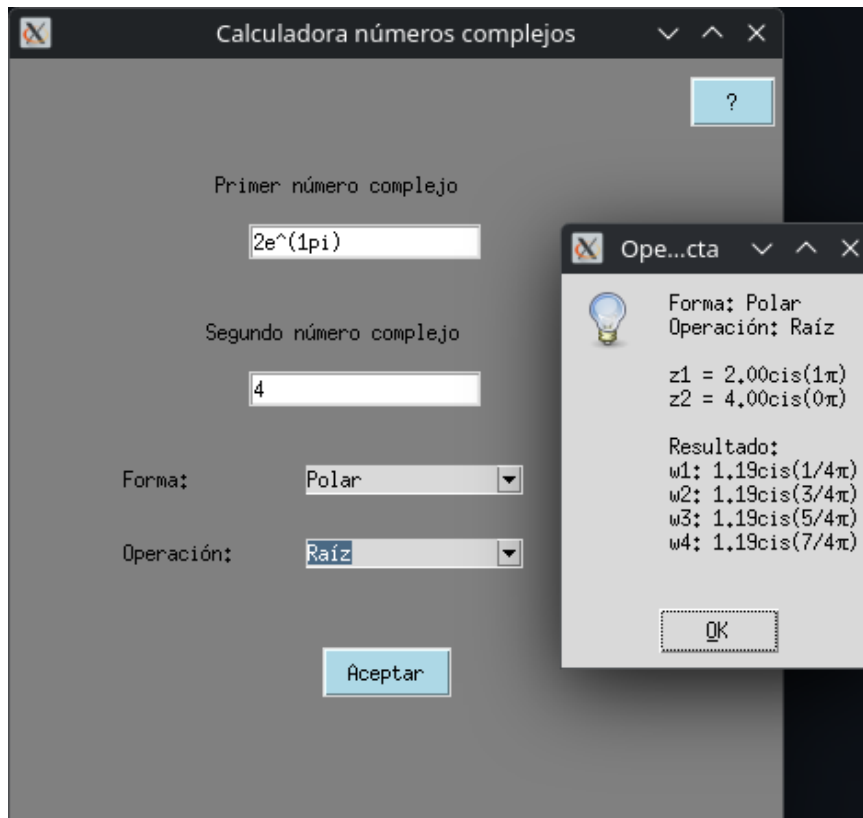 Calculadora números complejos
?
Primer número complejo
2e^(1pi)
Segundo número complejo
4
Forma: Polar
Operación: Raíz
Aceptar
Ope...cta
Forma: Polar
Operación: Raíz
z1 = 2.00cis(1π)
z2 = 4.00cis(0π)
Resultado:
w1: 1.19cis(1/4π)
w2: 1.19cis(3/4π)
w3: 1.19cis(5/4π)
w4: 1.19cis(7/4π)
OK